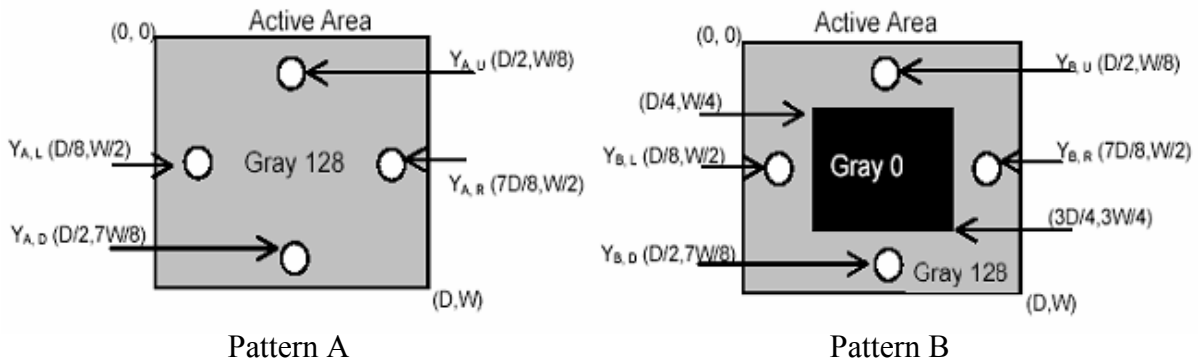 Active Area
(0, 0)
Y_A, U (D/2,W/8)
Y_A, L (D/8,W/2)
Gray 128
Y_A, R (7D/8,W/2)
Y_A, D (D/2,7W/8)
(D,W)
Pattern A
Active Area
(0, 0)
Y_B, U (D/2,W/8)
(D/4,W/4)
Y_B, L (D/8,W/2)
Gray 0
Y_B, R (7D/8,W/2)
(3D/4,3W/4)
Y_B, D (D/2,7W/8)
Gray 128
(D,W)
Pattern B